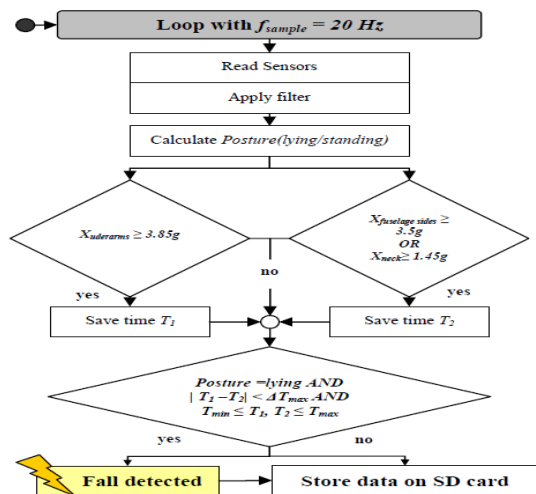 Loop with fsample = 20 Hz
Read Sensors
Apply filter
Calculate Posture(lying/standing)
Xuderarms ≥ 3.85g
Xfuselage sides ≥
3.5g
OR
Xneck≥ 1.45g
no
yes
yes
Save time T1
Save time T2
Posture =lying AND
| T1 –T2| < ΔTmax AND
Tmin ≤ T1, T2 ≤ Tmax
yes
no
Fall detected
Store data on SD card